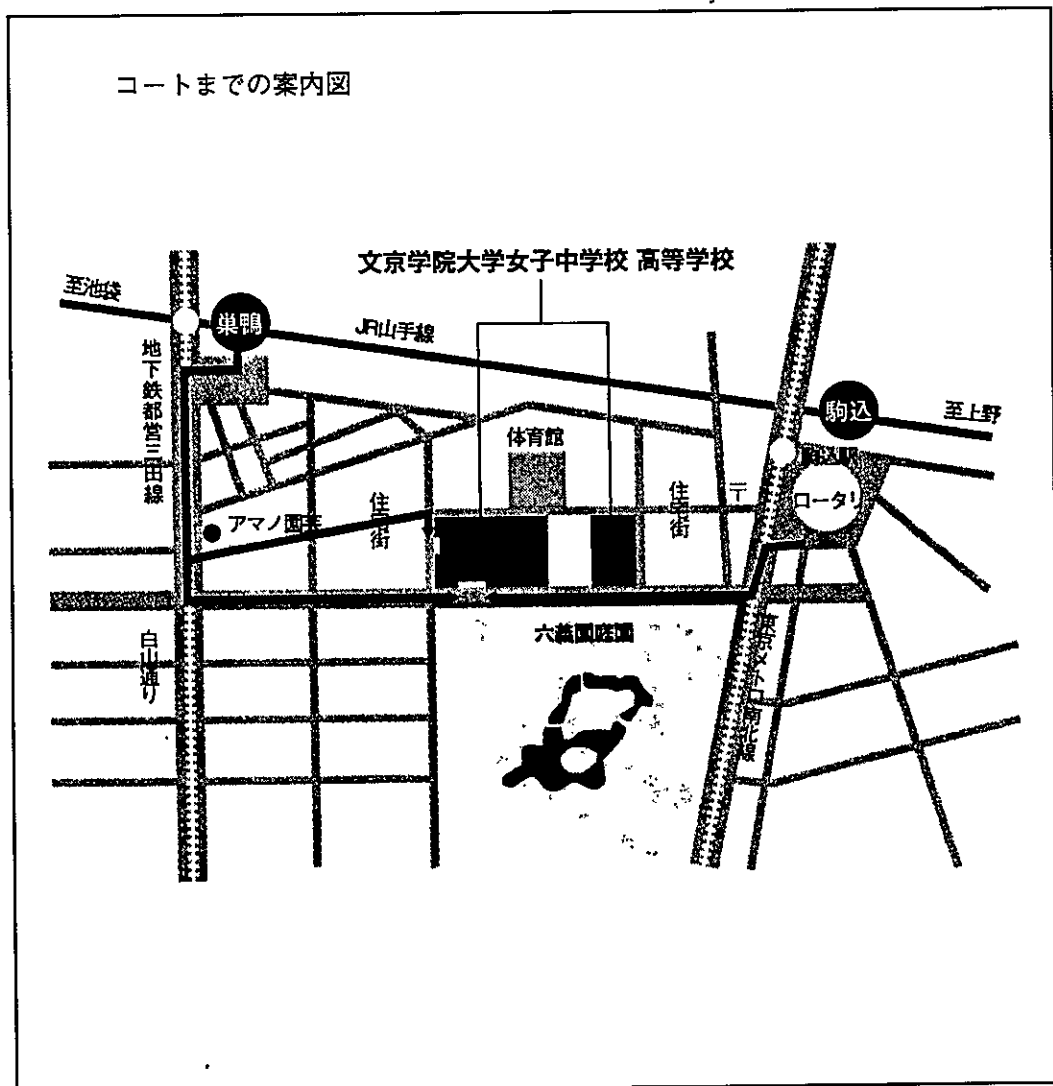 コートまでの案内図
文京学院大学女子中学校 高等学校
至池袋
巣鴨
JR山手線
地下鉄都営三田線
駒込
至上野
体育館
駒込駅
ロータリ
住宅街
住宅街
〒
アマノ園芸
六義園庭園
白山通り
東京メトロ南北線